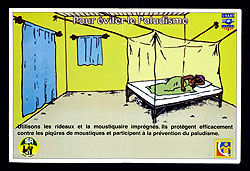 Pour éviter le Paludisme
USAID
Utilisons les rideaux et la moustiquaire imprégnés. Ils protègent efficacement
contre les piqûres de moustiques et participent à la prévention du paludisme.